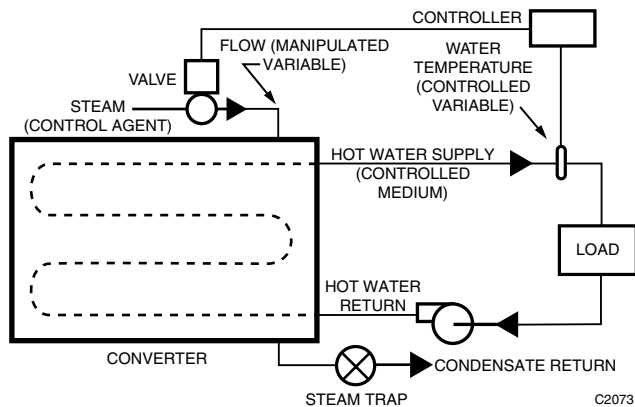 CONTROLLER
FLOW (MANIPULATED
VARIABLE)
WATER
TEMPERATURE
(CONTROLLED
VARIABLE)
VALVE
STEAM
(CONTROL AGENT)
HOT WATER SUPPLY
(CONTROLLED
MEDIUM)
LOAD
HOT WATER
RETURN
CONVERTER
CONDENSATE RETURN
STEAM TRAP
C2073